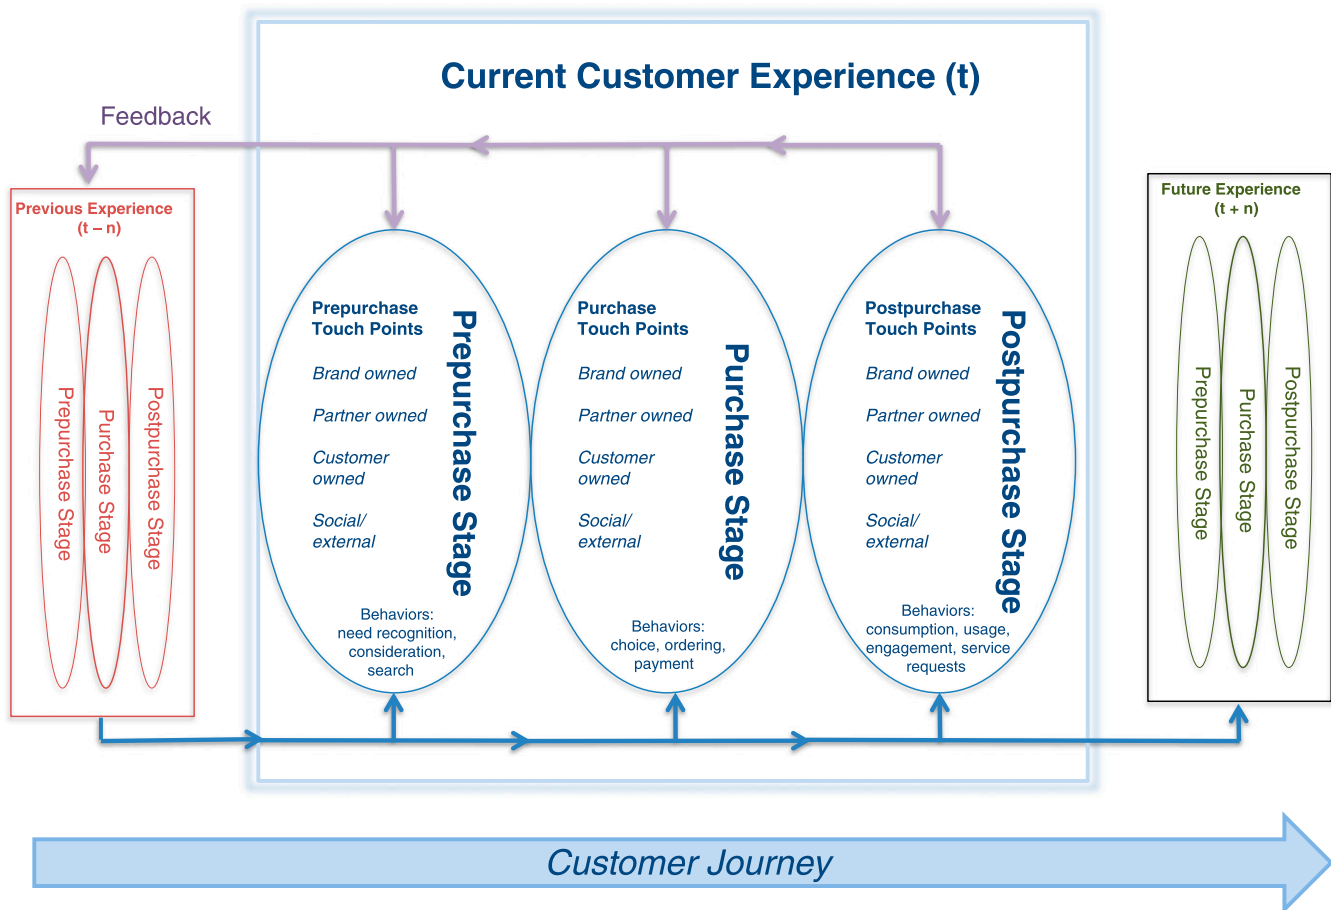 Current Customer Experience (t)
Feedback
Previous Experience
(t – n)
Prepurchase Stage
Purchase Stage
Postpurchase Stage
Prepurchase
Touch Points
Brand owned
Partner owned
Customer
owned
Social/
external
Prepurchase Stage
Behaviors:
need recognition,
consideration,
search
Purchase
Touch Points
Brand owned
Partner owned
Customer
owned
Social/
external
Purchase Stage
Behaviors:
choice, ordering,
payment
Postpurchase
Touch Points
Brand owned
Partner owned
Customer
owned
Social/
external
Postpurchase Stage
Behaviors:
consumption, usage,
engagement, service
requests
Future Experience
(t + n)
Prepurchase Stage
Purchase Stage
Postpurchase Stage
Customer Journey